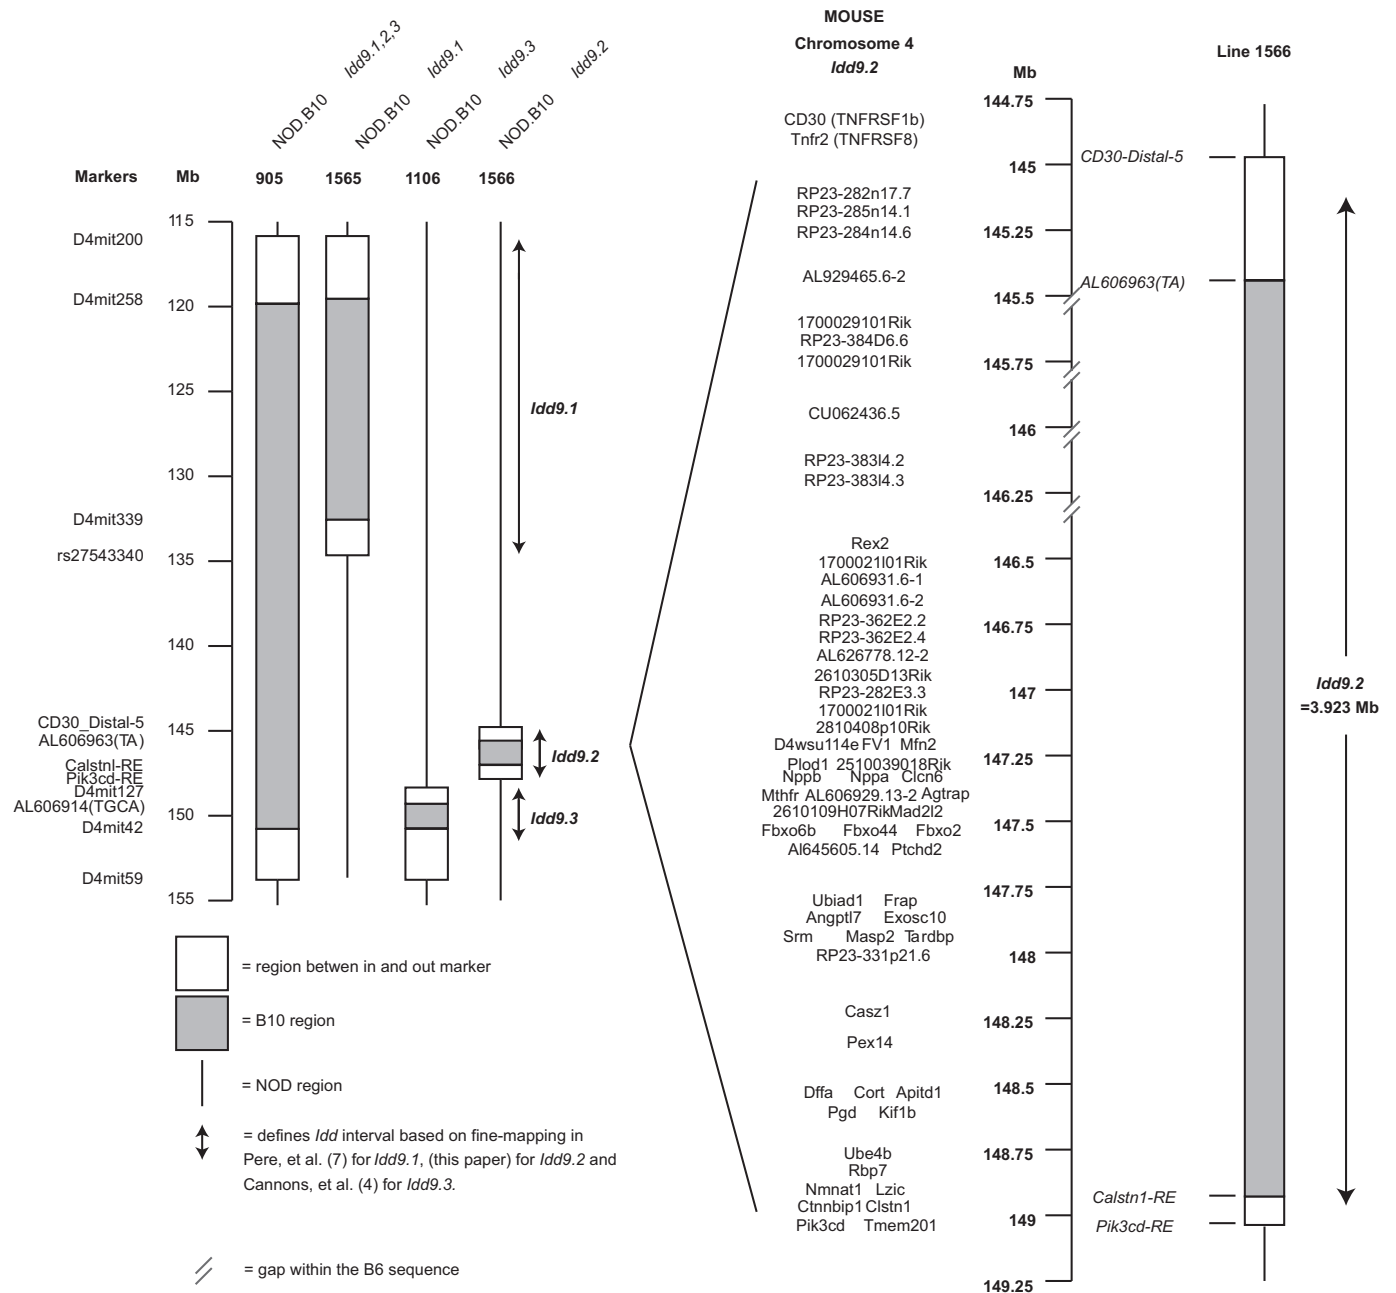 NOD.B10 Idd9.1,2,3
NOD.B10 Idd9.1
NOD.B10 Idd9.3
NOD.B10 Idd9.2
Markers Mb 905 1565 1106 1566
115
D4mit200
D4mit258
120
125
130
D4mit339
rs27543340
135
140
CD30_Distal-5
145
AL606963(TA)
Calstnl-RE
Pik3cd-RE
D4mit127
AL606914(TGCA)
150
D4mit42
D4mit59
155
Idd9.1
Idd9.2
Idd9.3
= region betwen in and out marker
= B10 region
= NOD region
= defines Idd interval based on fine-mapping in
Pere, et al. (7) for Idd9.1, (this paper) for Idd9.2 and
Cannons, et al. (4) for Idd9.3.
= gap within the B6 sequence
MOUSE
Chromosome 4
Idd9.2
CD30 (TNFRSF1b)
Tnfr2 (TNFRSF8)
RP23-282n17.7
RP23-285n14.1
RP23-284n14.6
AL929465.6-2
1700029101Rik
RP23-384D6.6
1700029101Rik
CU062436.5
RP23-383I4.2
RP23-383I4.3
Rex2
1700021I01Rik
AL606931.6-1
AL606931.6-2
RP23-362E2.2
RP23-362E2.4
AL626778.12-2
2610305D13Rik
RP23-282E3.3
1700021I01Rik
2810408p10Rik
D4wsu114e FV1 Mfn2
Plod1 2510039018Rik
Nppb Nppa Clcn6
Mthfr AL606929.13-2 Agtrap
2610109H07Rik Mad2l2
Fbxo6b Fbxo44 Fbxo2
Al645605.14 Ptchd2
Ubiad1 Frap
Angptl7 Exosc10
Srm Masp2 Tardbp
RP23-331p21.6
Casz1
Pex14
Dffa Cort Apitd1
Pgd Kif1b
Ube4b
Rbp7
Nmnat1 Lzic
Ctnnbip1 Clstn1
Pik3cd Tmem201
Mb
144.75
145
145.25
145.5
145.75
146
146.25
146.5
146.75
147
147.25
147.5
147.75
148
148.25
148.5
148.75
149
149.25
Line 1566
CD30-Distal-5
AL606963(TA)
Calstn1-RE
Pik3cd-RE
Idd9.2
=3.923 Mb